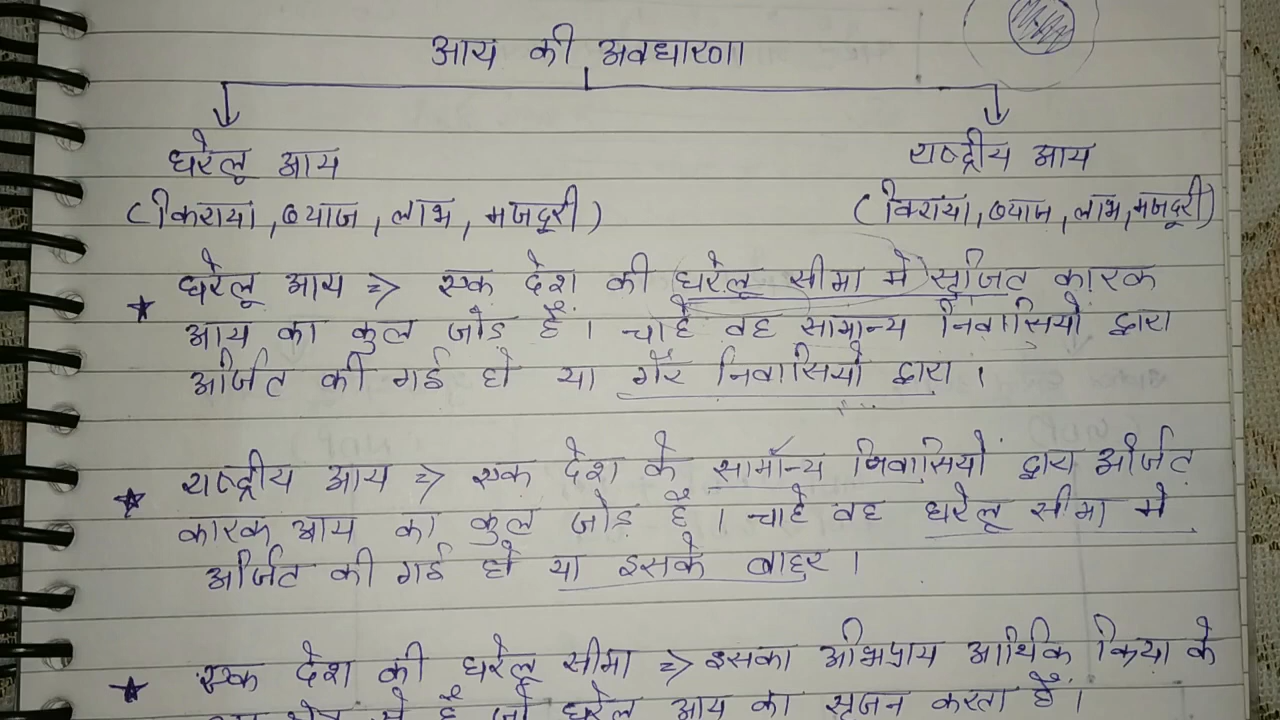 आय की अवधारणा
घरेलू आय
राष्ट्रीय आय
(किराया, ब्याज, लाभ, मजदूरी)
(किराया, ब्याज, लाभ, मजदूरी)
★ घरेलू आय => एक देश की घरेलू सीमा मे सृजित कारक
आय का कुल जोड़ है। चाहे वह सामान्य निवासियो द्वारा
अर्जित की गई हो या गैर निवासियो द्वारा।
★ राष्ट्रीय आय => एक देश के सामान्य निवासियो द्वारा अर्जित
कारक आय का कुल जोड़ है। चाहे वह घरेलू सीमा मे
अर्जित की गई हो या इसके बाहर।
★ एक देश की घरेलू सीमा => इसका अभिप्राय आर्थिक क्रिया के
से है जो घरेलू आय का सृजन करता है।